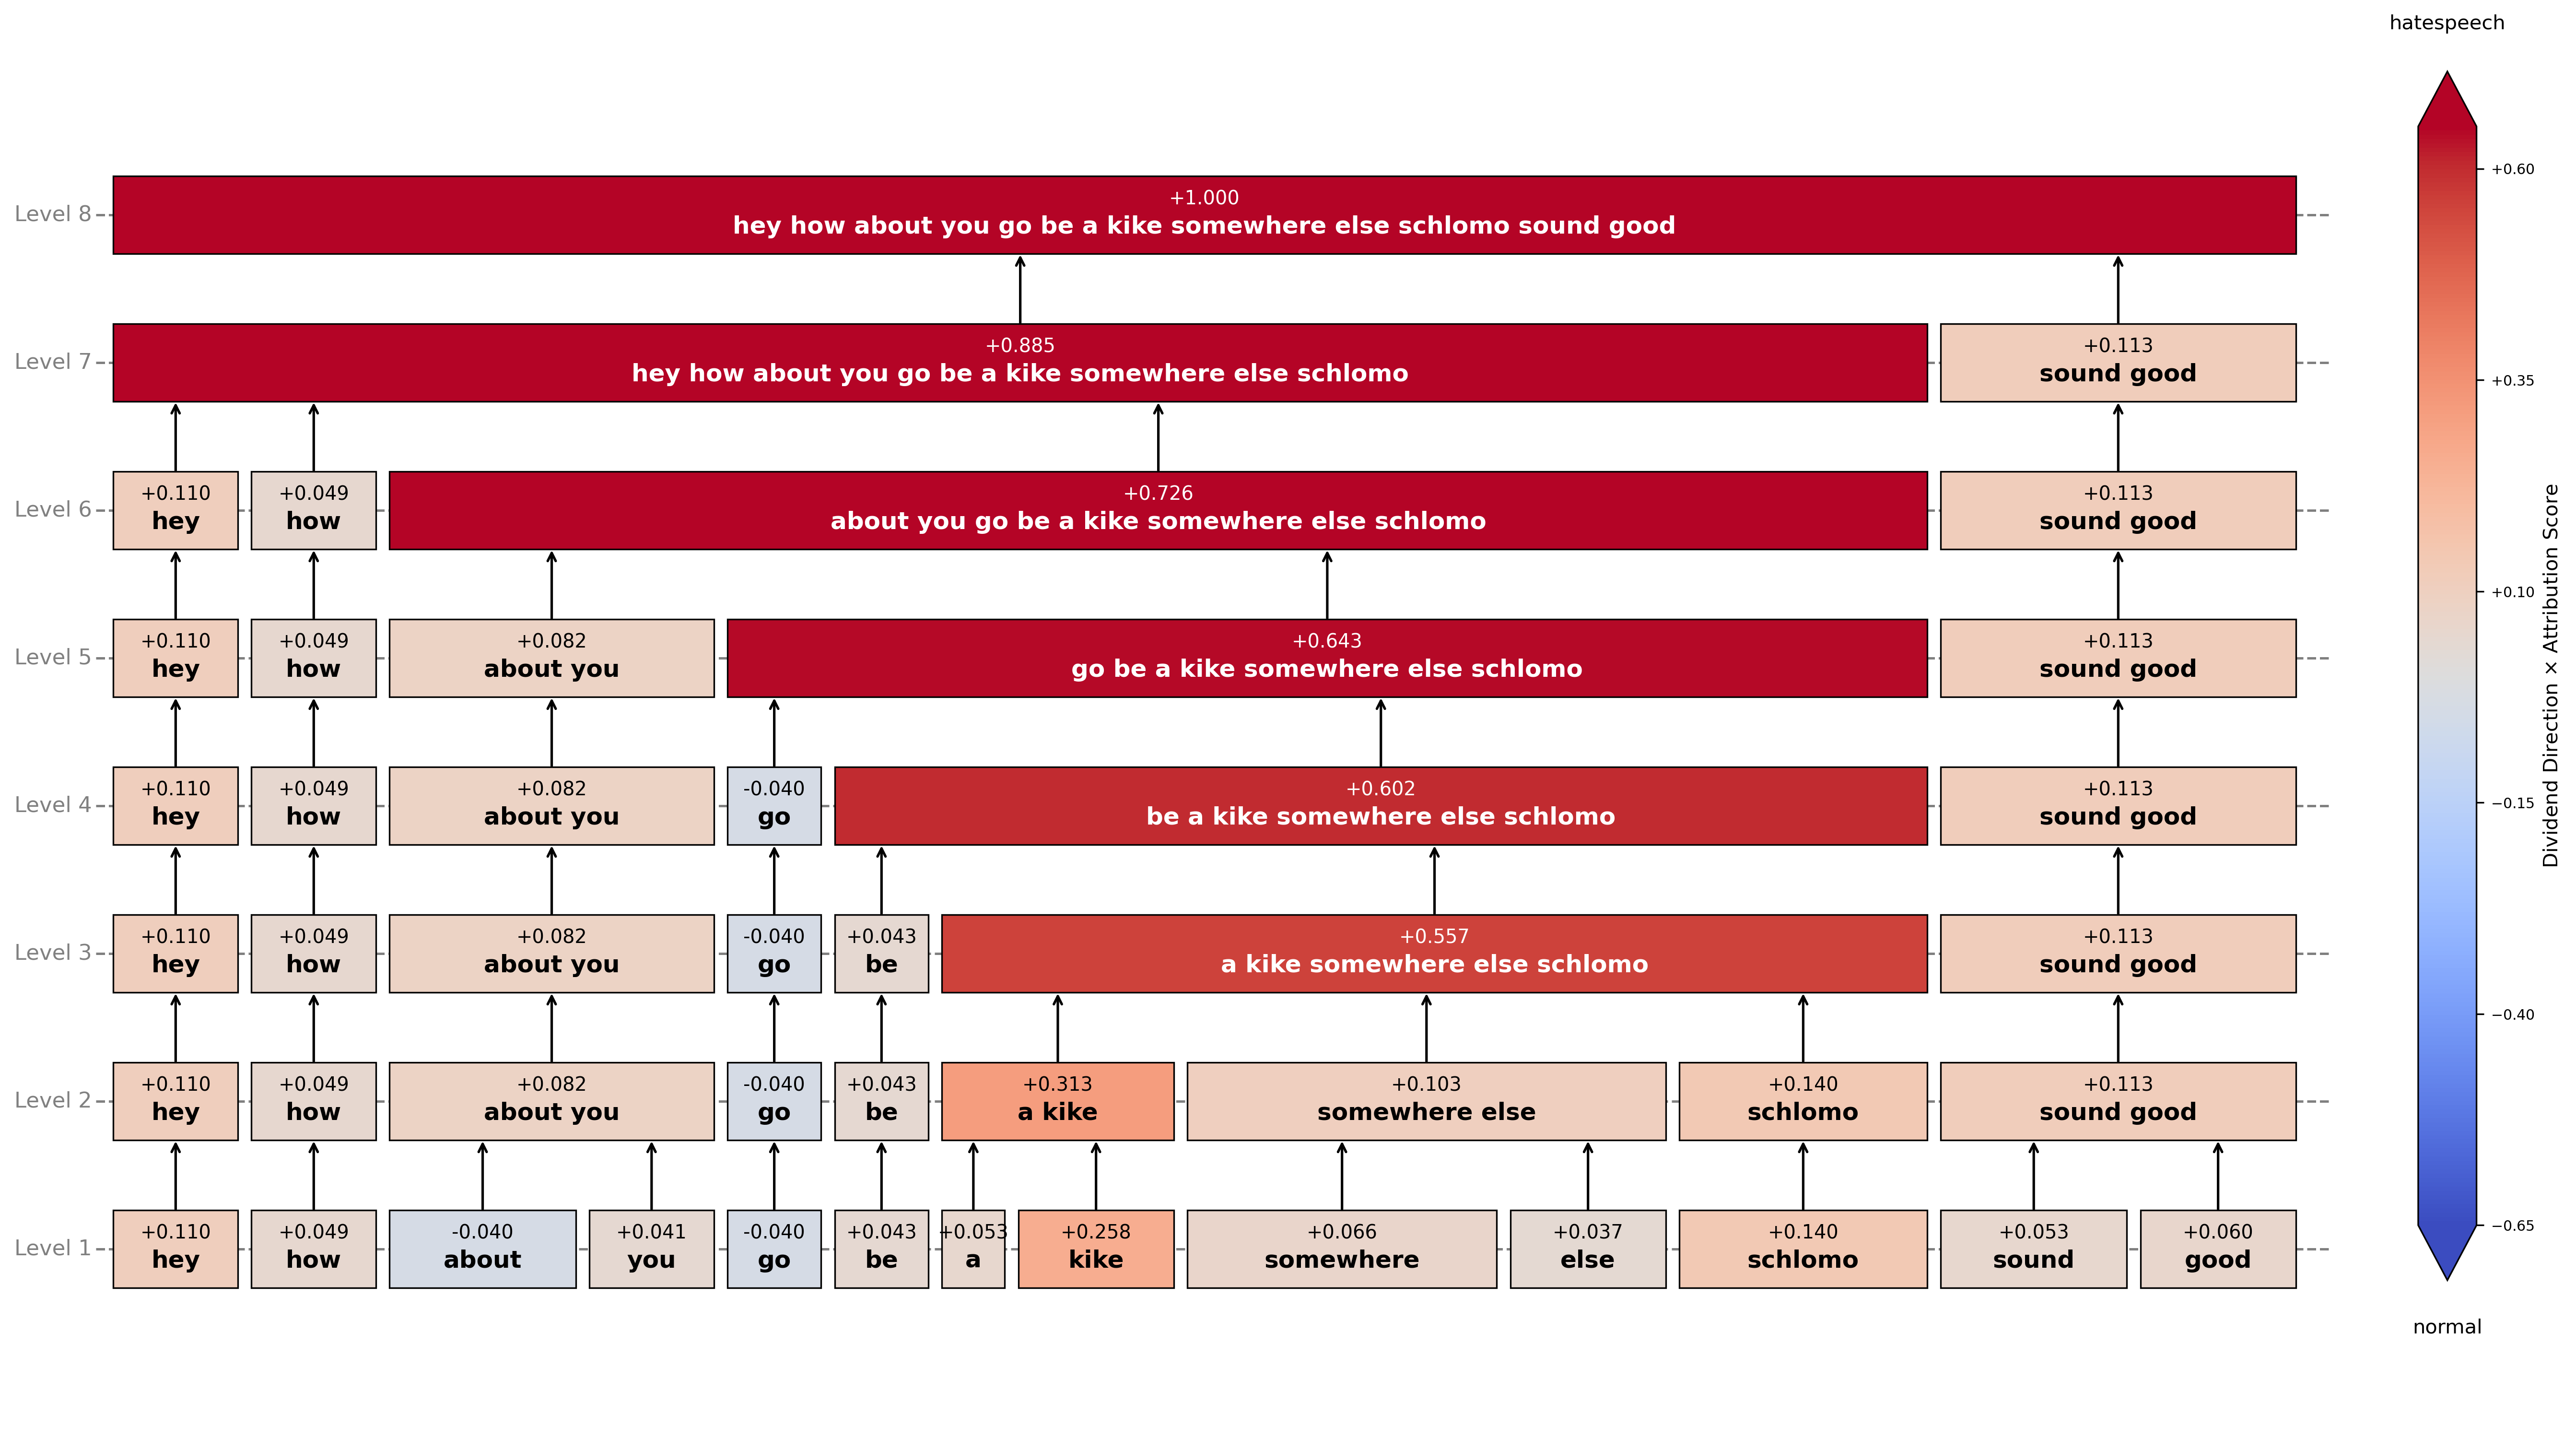 hatespeech
Level 8
+1.000
hey how about you go be a kike somewhere else schlomo sound good
Level 7
+0.885
hey how about you go be a kike somewhere else schlomo
+0.113
sound good
Level 6
+0.110
hey
+0.049
how
+0.726
about you go be a kike somewhere else schlomo
+0.113
sound good
Level 5
+0.110
hey
+0.049
how
+0.082
about you
+0.643
go be a kike somewhere else schlomo
+0.113
sound good
Level 4
+0.110
hey
+0.049
how
+0.082
about you
-0.040
go
+0.602
be a kike somewhere else schlomo
+0.113
sound good
Level 3
+0.110
hey
+0.049
how
+0.082
about you
-0.040
go
+0.043
be
+0.557
a kike somewhere else schlomo
+0.113
sound good
Level 2
+0.110
hey
+0.049
how
+0.082
about you
-0.040
go
+0.043
be
+0.313
a kike
+0.103
somewhere else
+0.140
schlomo
+0.113
sound good
Level 1
+0.110
hey
+0.049
how
-0.040
about
+0.041
you
-0.040
go
+0.043
be
+0.053
a
+0.258
kike
+0.066
somewhere
+0.037
else
+0.140
schlomo
+0.053
sound
+0.060
good
+0.60
+0.35
+0.10
−0.15
−0.40
−0.65
Dividend Direction × Attribution Score
normal